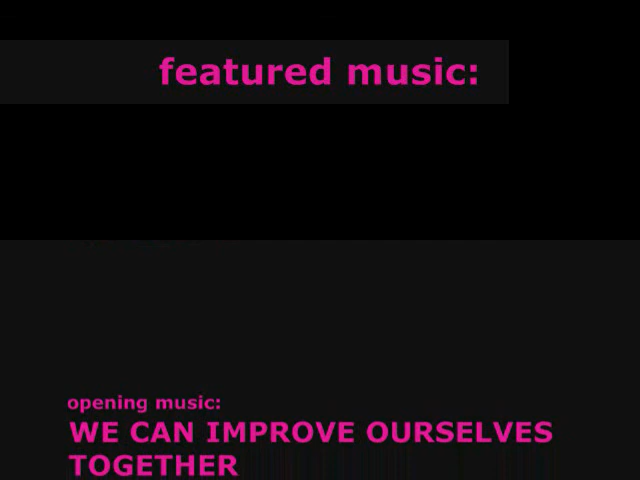 featured music:
opening music:
WE CAN IMPROVE OURSELVES
TOGETHER